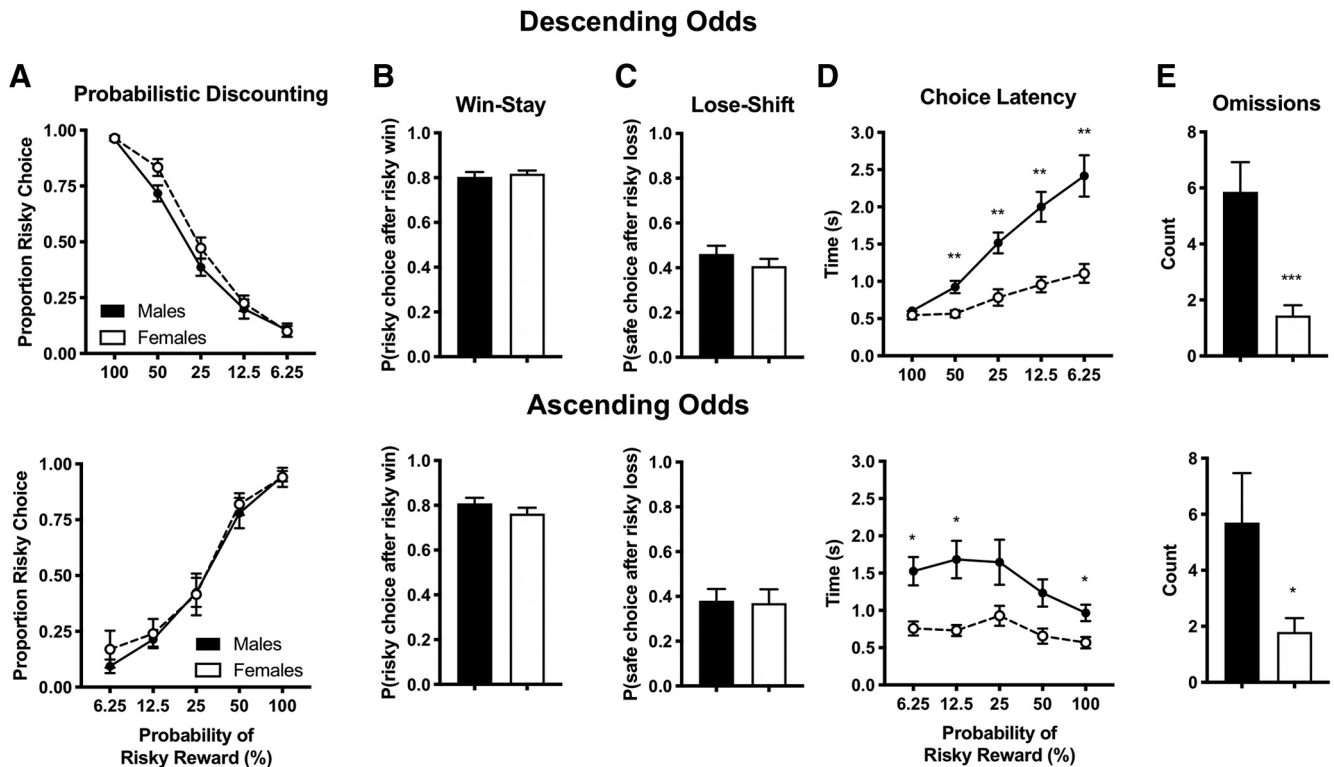 Descending Odds
A
Probabilistic Discounting
Proportion Risky Choice
1.00
0.75
0.50
0.25
0.00
Males
Females
100 50 25 12.5 6.25
B
Win-Stay
P(risky choice after risky win)
1.0
0.8
0.6
0.4
0.2
0.0
C
Lose-Shift
P(safe choice after risky loss)
1.0
0.8
0.6
0.4
0.2
0.0
D
Choice Latency
Time (s)
3.0
2.5
2.0
1.5
1.0
0.5
0.0
** ** ** **
100 50 25 12.5 6.25
E
Omissions
Count
8
6
4
2
0
***
Ascending Odds
Proportion Risky Choice
1.00
0.75
0.50
0.25
0.00
Males
Females
6.25 12.5 25 50 100
Probability of
Risky Reward (%)
P(risky choice after risky win)
1.0
0.8
0.6
0.4
0.2
0.0
P(safe choice after risky loss)
1.0
0.8
0.6
0.4
0.2
0.0
Time (s)
3.0
2.5
2.0
1.5
1.0
0.5
0.0
* * *
6.25 12.5 25 50 100
Probability of
Risky Reward (%)
Count
8
6
4
2
0
*